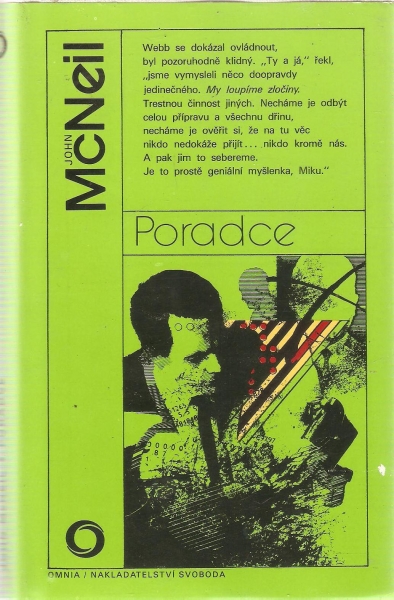 JOHN
McNeil
Webb se dokázal ovládnout,
byl pozoruhodně klidný. „Ty a já,“ řekl,
„jsme vymysleli něco doopravdy
jedinečného. My loupíme zločiny.
Trestnou činnost jiných. Necháme je odbýt
celou přípravu a všechnu dřinu,
necháme je ověřit si, že na tu věc
nikdo nedokáže přijít... nikdo kromě nás.
A pak jim to sebereme.
Je to prostě geniální myšlenka, Miku.“
Poradce
OMNIA / NAKLADATELSTVÍ SVOBODA